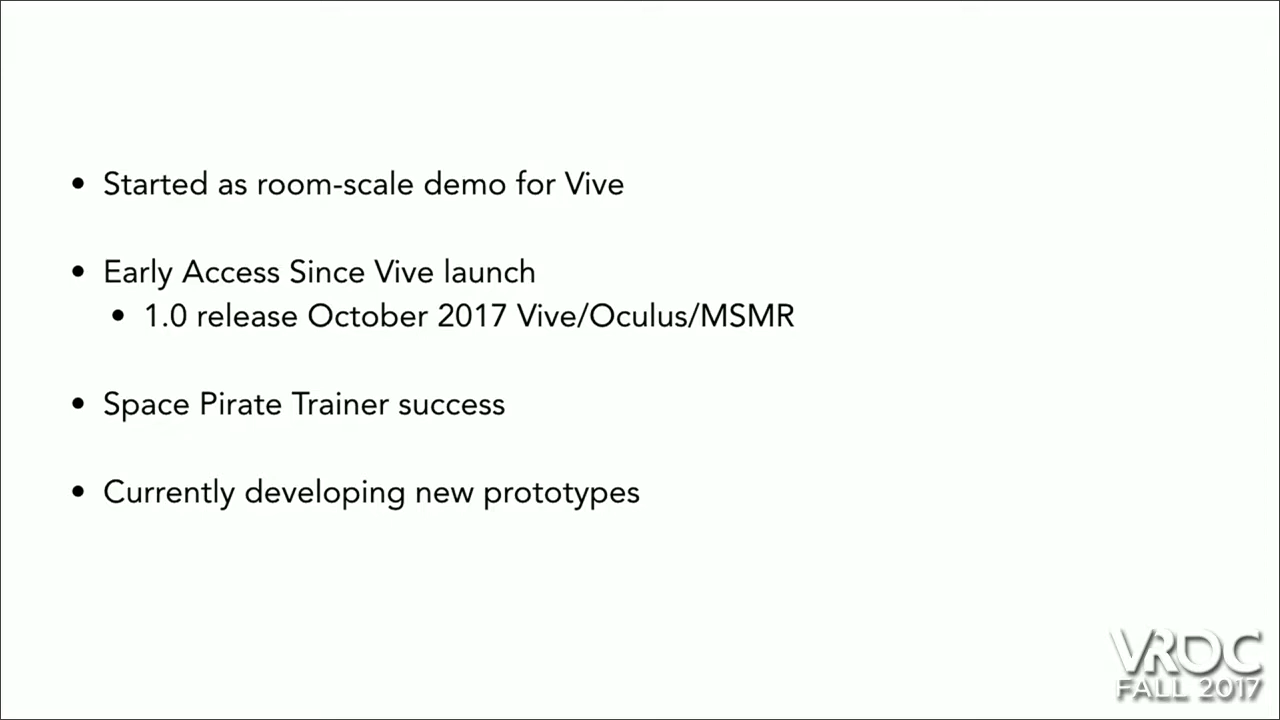 • Started as room-scale demo for Vive
• Early Access Since Vive launch
• 1.0 release October 2017 Vive/Oculus/MSMR
• Space Pirate Trainer success
• Currently developing new prototypes
VRDC
FALL 2017